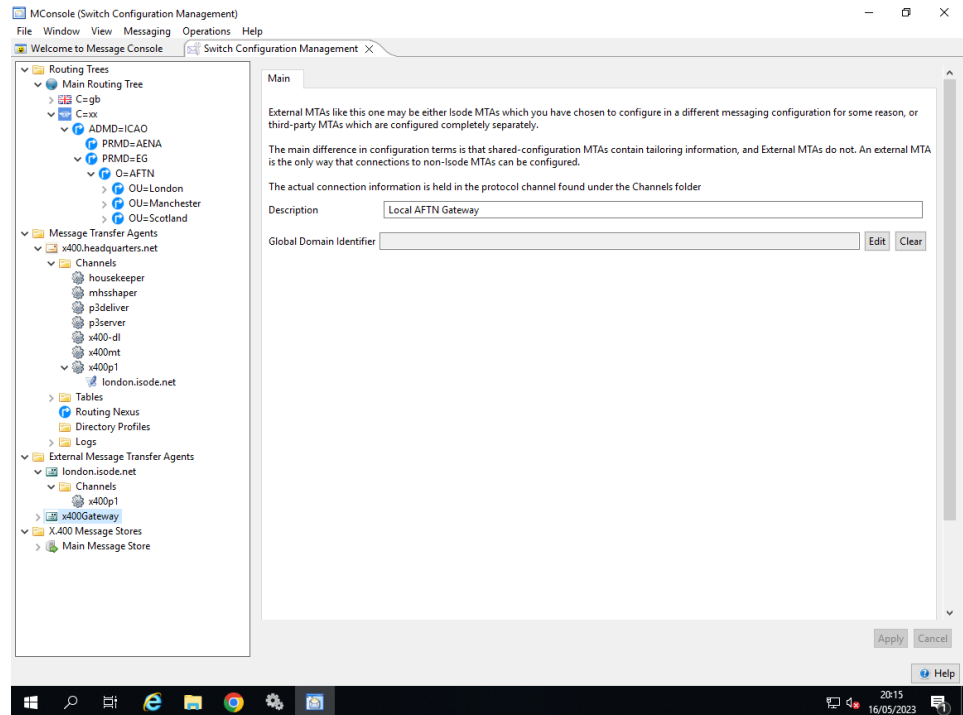 MConsole (Switch Configuration Management)
File Window View Messaging Operations Help
Welcome to Message Console
Switch Configuration Management
Routing Trees
Main Routing Tree
C=gb
C=xx
ADMD=ICAO
PRMD=AENA
PRMD=EG
O=AFTN
OU=London
OU=Manchester
OU=Scotland
Message Transfer Agents
x400.headquarters.net
Channels
housekeeper
mhsshaper
p3deliver
p3server
x400-dl
x400mt
x400p1
london.isode.net
Tables
Routing Nexus
Directory Profiles
Logs
External Message Transfer Agents
london.isode.net
Channels
x400p1
x400Gateway
X.400 Message Stores
Main Message Store
Main
External MTAs like this one may be either Isode MTAs which you have chosen to configure in a different messaging configuration for some reason, or
third-party MTAs which are configured completely separately.
The main difference in configuration terms is that shared-configuration MTAs contain tailoring information, and External MTAs do not. An external MTA
is the only way that connections to non-Isode MTAs can be configured.
The actual connection information is held in the protocol channel found under the Channels folder
Description Local AFTN Gateway
Global Domain Identifier Edit Clear
Apply Cancel
Help
20:15
16/05/2023
1